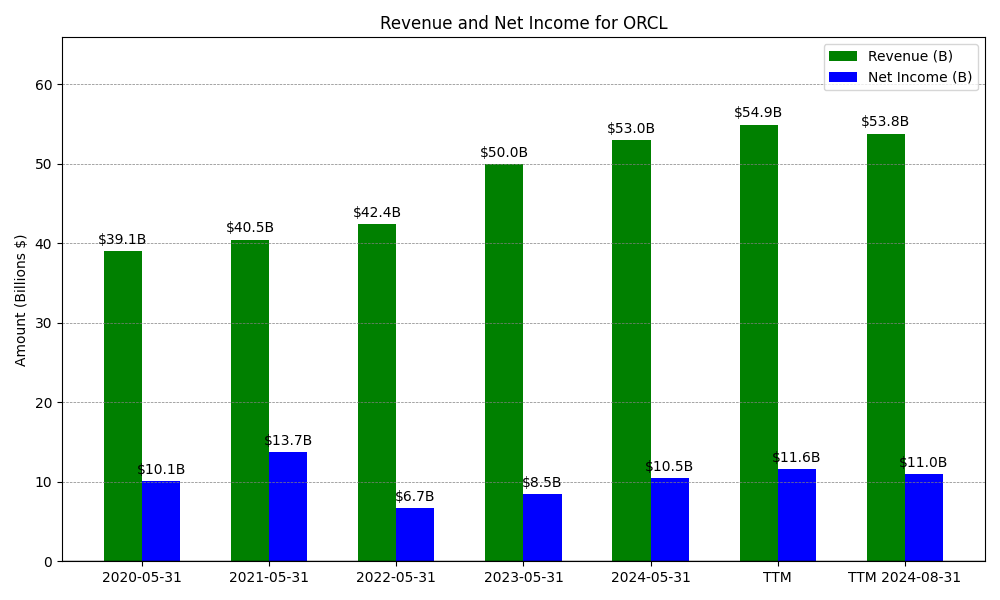 Revenue and Net Income for ORCL
Revenue (B)
Net Income (B)
Amount (Billions $)
60
50
40
30
20
10
0
$39.1B
$10.1B
$40.5B
$13.7B
$42.4B
$6.7B
$50.0B
$8.5B
$53.0B
$10.5B
$54.9B
$11.6B
$53.8B
$11.0B
2020-05-31
2021-05-31
2022-05-31
2023-05-31
2024-05-31
TTM
TTM 2024-08-31